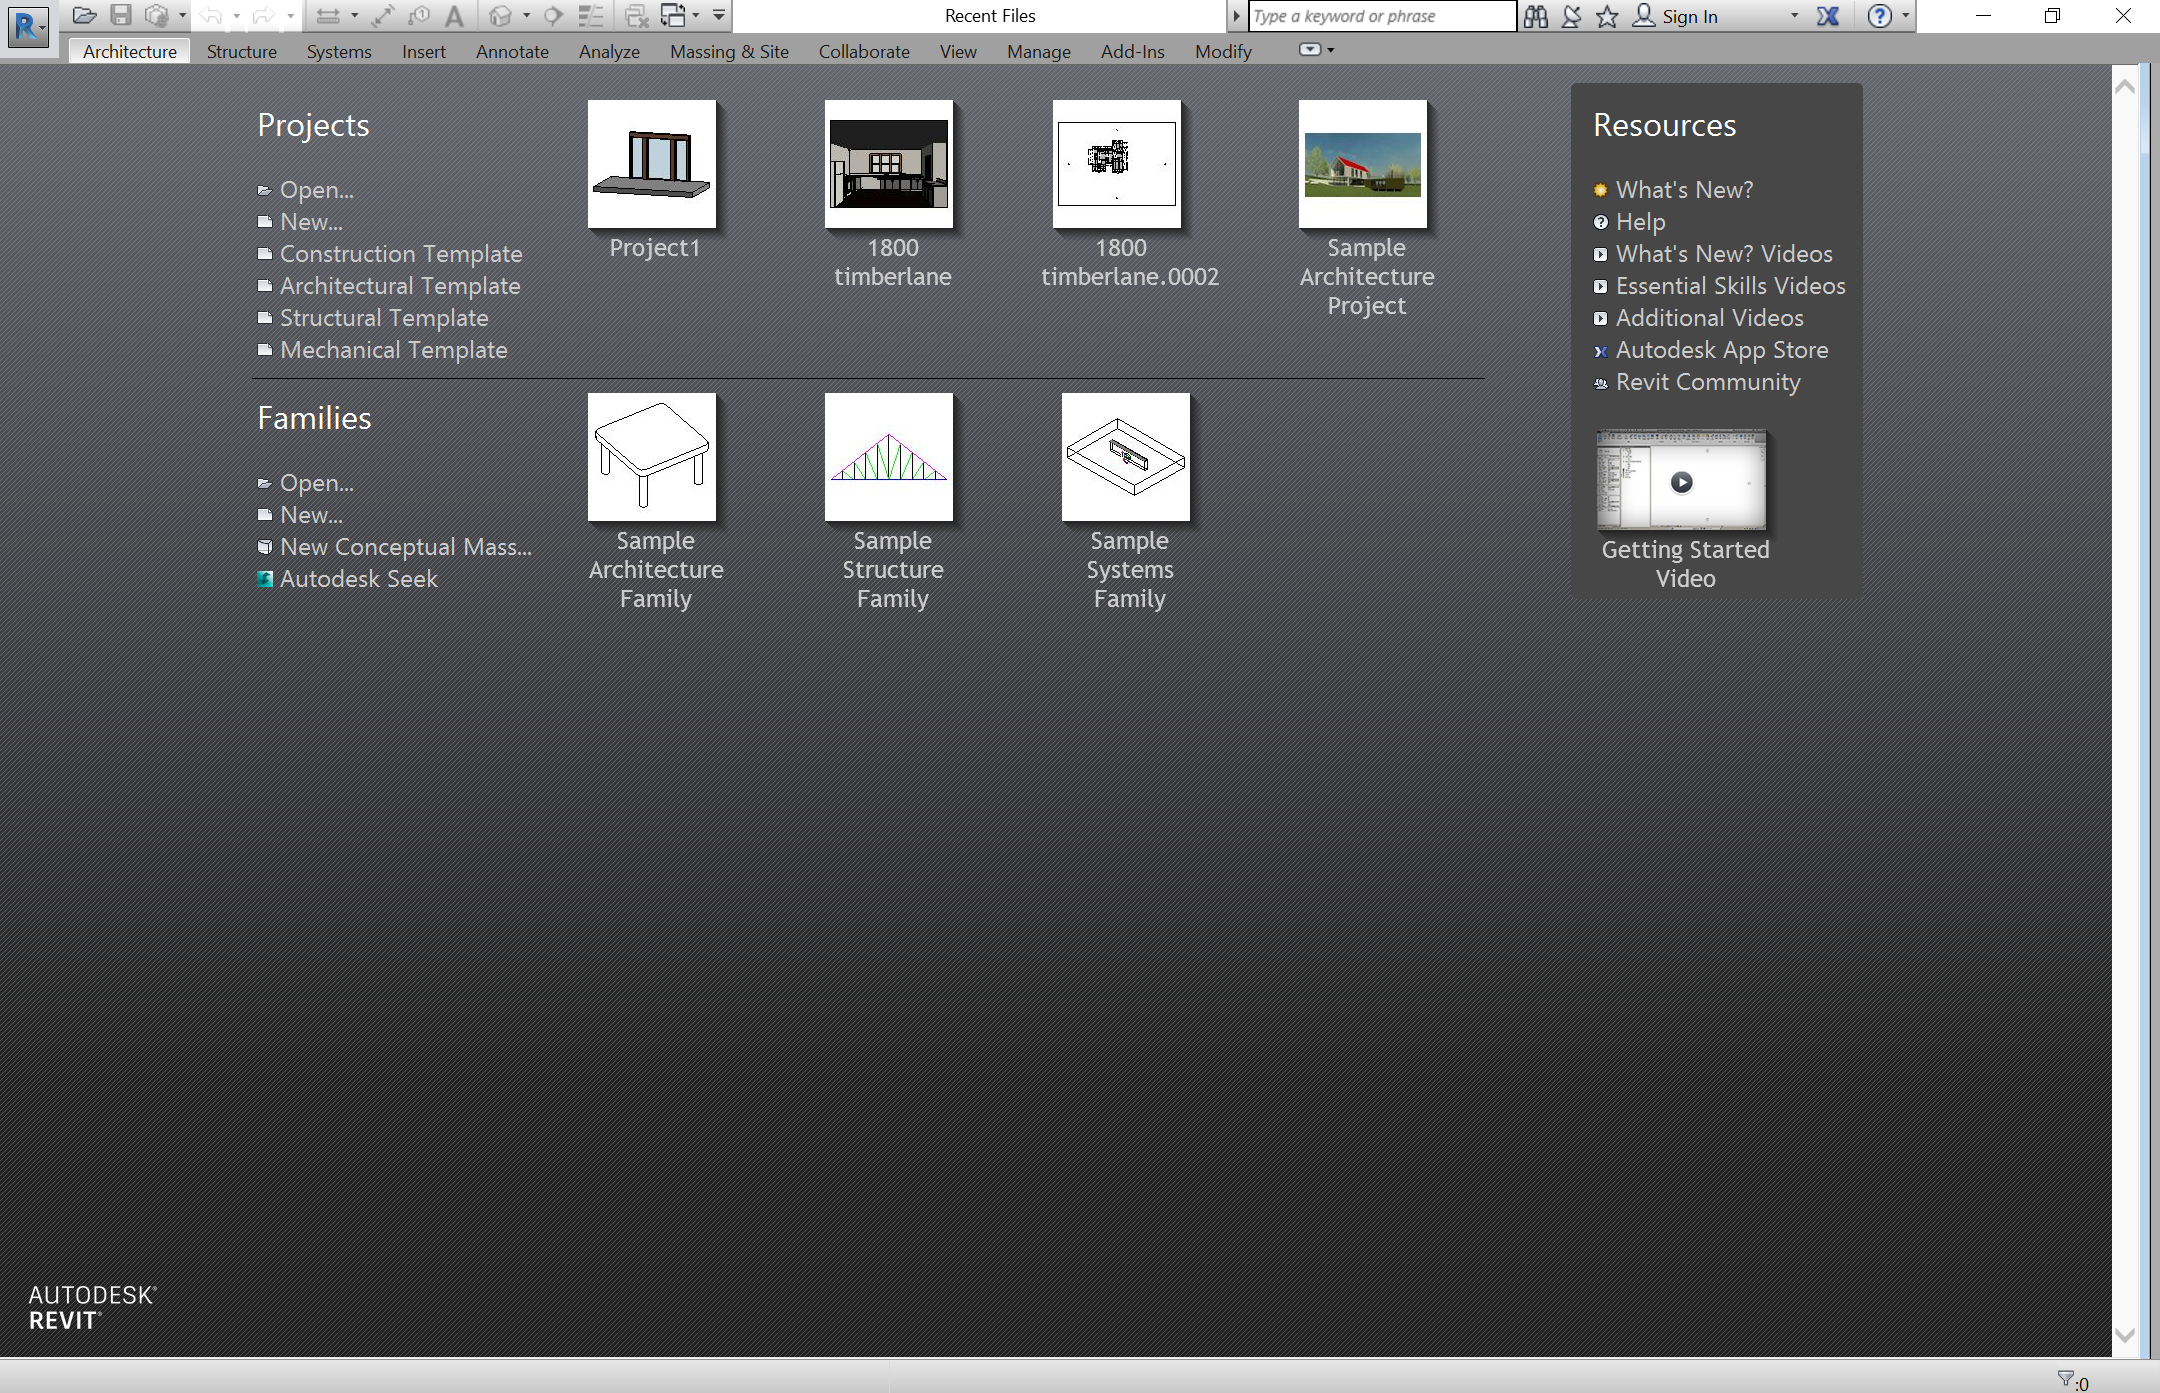 Recent Files
Type a keyword or phrase
Sign In
Architecture Structure Systems Insert Annotate Analyze Massing & Site Collaborate View Manage Add-Ins Modify
Projects
Open...
New...
Construction Template
Architectural Template
Structural Template
Mechanical Template
Project1
1800
timberlane
1800
timberlane.0002
Sample
Architecture
Project
Families
Open...
New...
New Conceptual Mass...
Autodesk Seek
Sample
Architecture
Family
Sample
Structure
Family
Sample
Systems
Family
Resources
What's New?
Help
What's New? Videos
Essential Skills Videos
Additional Videos
Autodesk App Store
Revit Community
Getting Started
Video
AUTODESK®
REVIT®
:0